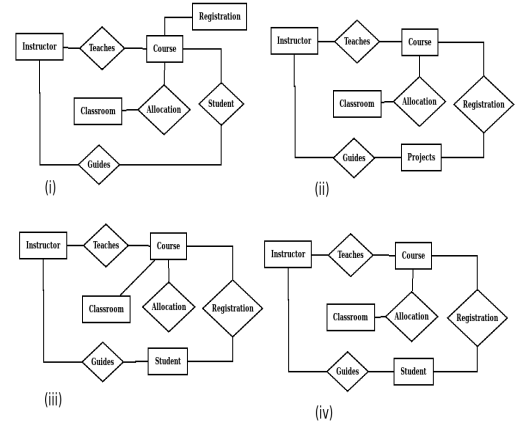 Registration
Instructor Teaches Course
Classroom Allocation Student
Guides
(i)
Instructor Teaches Course
Classroom Allocation Registration
Guides Projects
(ii)
Instructor Teaches Course
Classroom Allocation Registration
Guides Student
(iii)
Instructor Teaches Course
Classroom Allocation Registration
Guides Student
(iv)